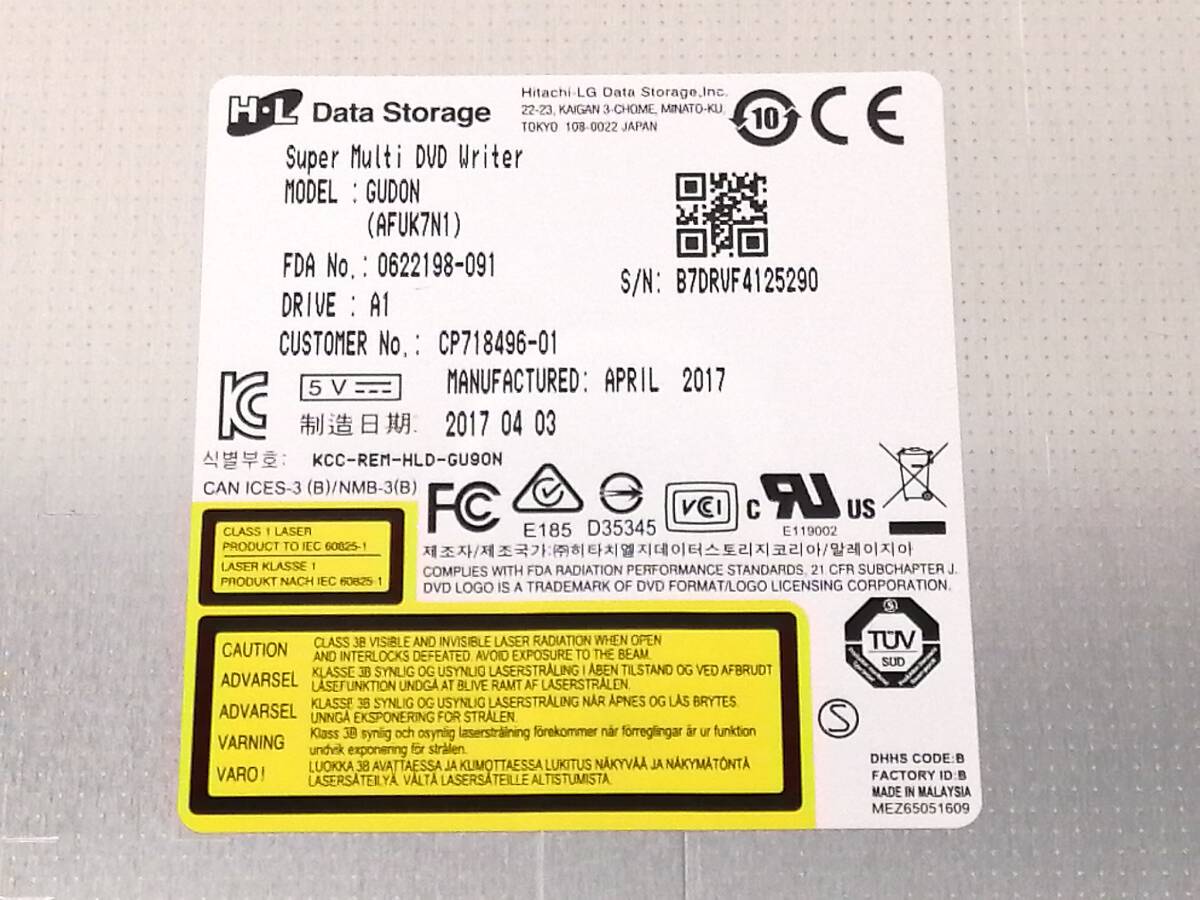 H·L Data Storage
Hitachi-LG Data Storage,Inc.
22-23, KAIGAN 3-CHOME, MINATO-KU,
TOKYO 108-0022 JAPAN
10
CE
Super Multi DVD Writer
MODEL : GUD0N
(AFUK7N1)
FDA No.: 0622198-091
S/N: B7DRVF4125290
DRIVE : A1
CUSTOMER No.: CP718496-01
5 V
MANUFACTURED: APRIL 2017
制造日期: 2017 04 03
식별부호: KCC-REM-HLD-GU90N
CAN ICES-3 (B)/NMB-3(B)
FC
E185
D35345
VCCI
c RU US
E119002
제조자/제조국가:㈜히타치엘지데이터스토리지코리아/말레이지아
COMPLIES WITH FDA RADIATION PERFORMANCE STANDARDS, 21 CFR SUBCHAPTER J.
DVD LOGO IS A TRADEMARK OF DVD FORMAT/LOGO LICENSING CORPORATION.
CLASS 1 LASER
PRODUCT TO IEC 60825-1
LASER KLASSE 1
PRODUKT NACH IEC 60825-1
CAUTION CLASS 3B VISIBLE AND INVISIBLE LASER RADIATION WHEN OPEN
AND INTERLOCKS DEFEATED. AVOID EXPOSURE TO THE BEAM.
ADVARSEL KLASSE 3B SYNLIG OG USYNLIG LASERSTRÅLING I ÅBEN TILSTAND OG VED AFBRUDT
LÅSEFUNKTION UNDGÅ AT BLIVE RAMT AF LASERSTRÅLEN.
ADVARSEL KLASSE 3B SYNLIG OG USYNLIG LASERSTRÅLING NÅR ÅPNES OG LÅS BRYTES.
UNNGÅ EKSPONERING FOR STRÅLEN.
VARNING Klass 3B synlig och osynlig laserstrålning förekommer når förreglingar är ur funktion
undvik exponering för strålen.
VARO! LUOKKA 3B AVATTAESSA JA KUMOTTAESSA LUKITUS NÄKYVÄÄ JA NÄKYMÄTÖNTÄ
LASERSÄTEILYÄ. VÄLTÄ LASERSÄTEILLE ALTISTUMISTA.
TÜV
SUD
S
DHHS CODE:B
FACTORY ID:B
MADE IN MALAYSIA
MEZ65051609